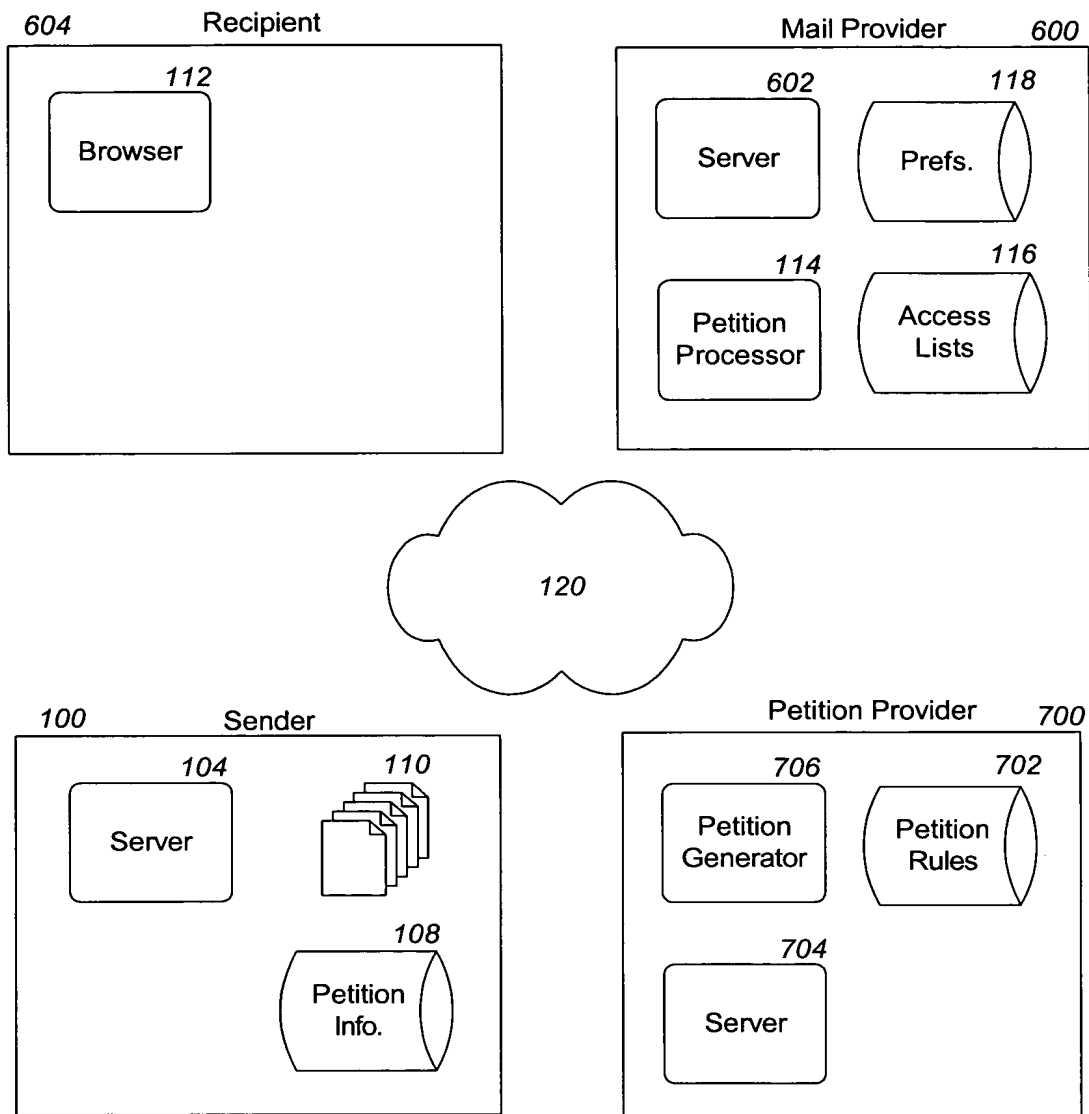 604
Recipient
112
Browser
Mail Provider
600
602
Server
118
Prefs.
114
Petition
Processor
116
Access
Lists
120
100
Sender
104
Server
110
108
Petition
Info.
Petition Provider
700
706
Petition
Generator
702
Petition
Rules
704
Server